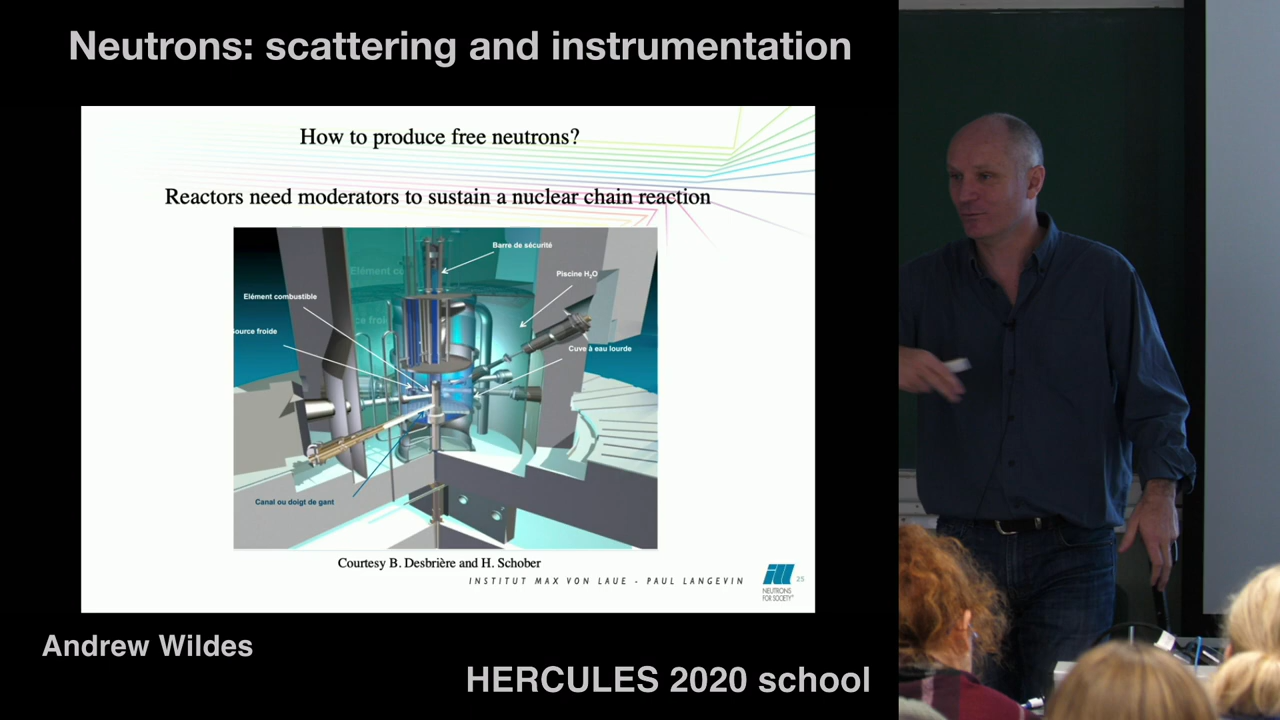 Neutrons: scattering and instrumentation
How to produce free neutrons?
Reactors need moderators to sustain a nuclear chain reaction
Barre de sécurité
Piscine H₂O
Elément combustible
Source froide
Cuve à eau lourde
Canal ou doigt de gant
Courtesy B. Desbrière and H. Schober
INSTITUT MAX VON LAUE - PAUL LANGEVIN
ill
NEUTRONS
FOR SOCIETY
25
Andrew Wildes
HERCULES 2020 school